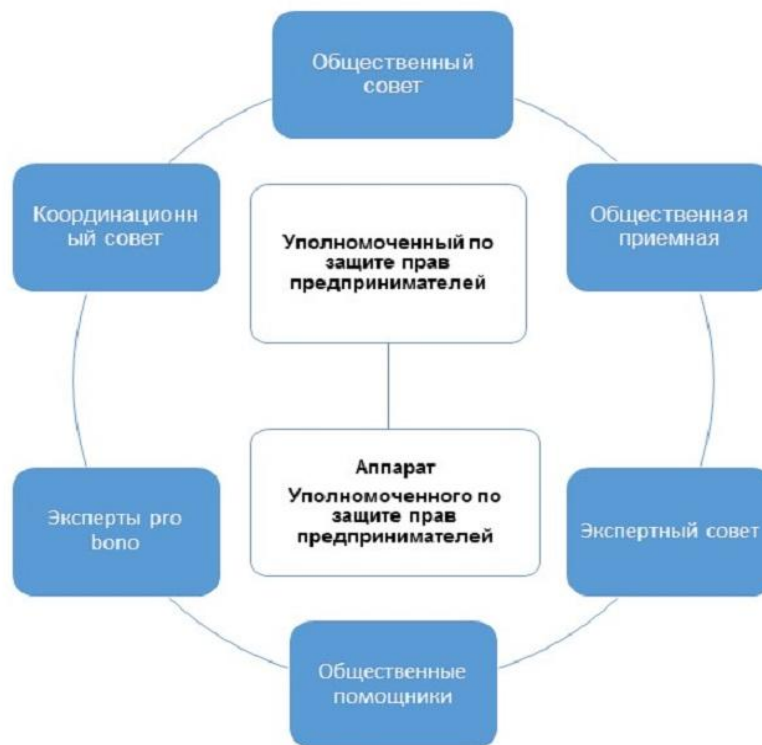 Общественный
совет
Координационн
ый совет
Общественная
приемная
Уполномоченный по
защите прав
предпринимателей
Аппарат
Уполномоченного по
защите прав
предпринимателей
Эксперты pro
bono
Экспертный совет
Общественные
помощники